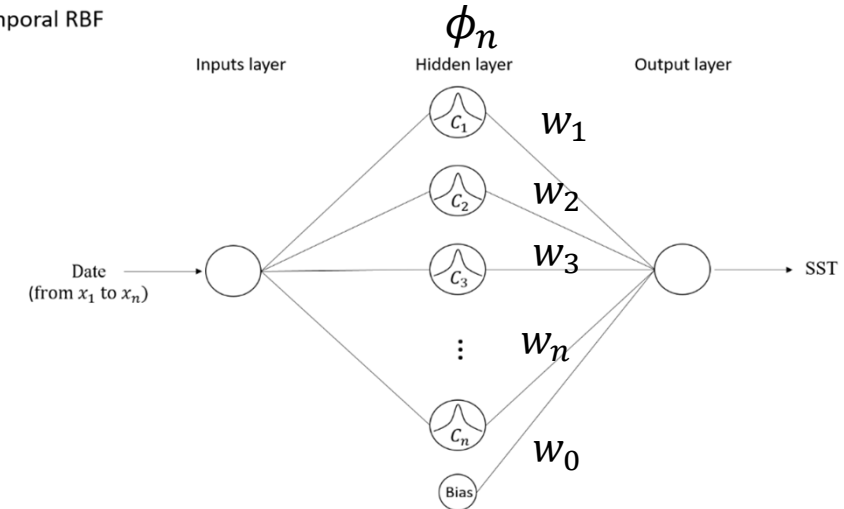 nporal RBF
ϕₙ
Inputs layer
Hidden layer
Output layer
C₁
w₁
C₂
w₂
C₃
w₃
Date
(from x₁ to xₙ)
SST
⋮
wₙ
Cₙ
w₀
Bias